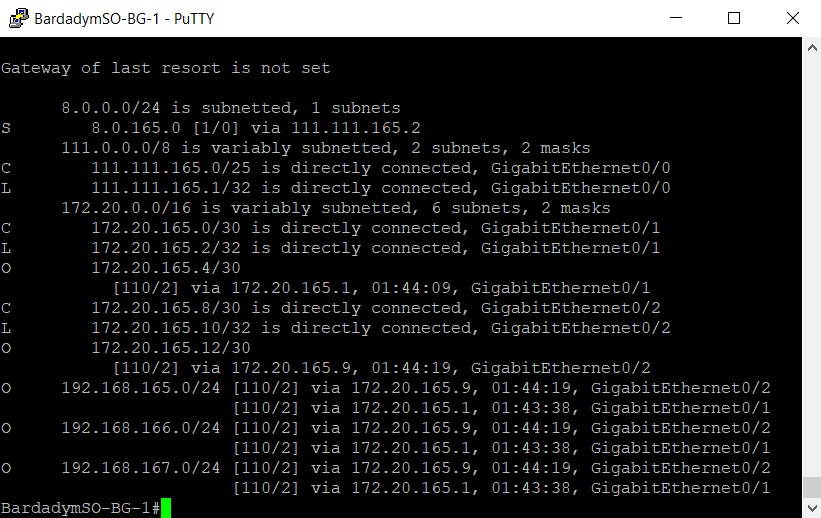 BardadymSO-BG-1 - PuTTY
Gateway of last resort is not set
      8.0.0.0/24 is subnetted, 1 subnets
S        8.0.165.0 [1/0] via 111.111.165.2
      111.0.0.0/8 is variably subnetted, 2 subnets, 2 masks
C        111.111.165.0/25 is directly connected, GigabitEthernet0/0
L        111.111.165.1/32 is directly connected, GigabitEthernet0/0
      172.20.0.0/16 is variably subnetted, 6 subnets, 2 masks
C        172.20.165.0/30 is directly connected, GigabitEthernet0/1
L        172.20.165.2/32 is directly connected, GigabitEthernet0/1
O        172.20.165.4/30
           [110/2] via 172.20.165.1, 01:44:09, GigabitEthernet0/1
C        172.20.165.8/30 is directly connected, GigabitEthernet0/2
L        172.20.165.10/32 is directly connected, GigabitEthernet0/2
O        172.20.165.12/30
           [110/2] via 172.20.165.9, 01:44:19, GigabitEthernet0/2
O     192.168.165.0/24 [110/2] via 172.20.165.9, 01:44:19, GigabitEthernet0/2
                       [110/2] via 172.20.165.1, 01:43:38, GigabitEthernet0/1
O     192.168.166.0/24 [110/2] via 172.20.165.9, 01:44:19, GigabitEthernet0/2
                       [110/2] via 172.20.165.1, 01:43:38, GigabitEthernet0/1
O     192.168.167.0/24 [110/2] via 172.20.165.9, 01:44:19, GigabitEthernet0/2
                       [110/2] via 172.20.165.1, 01:43:38, GigabitEthernet0/1
BardadymSO-BG-1#